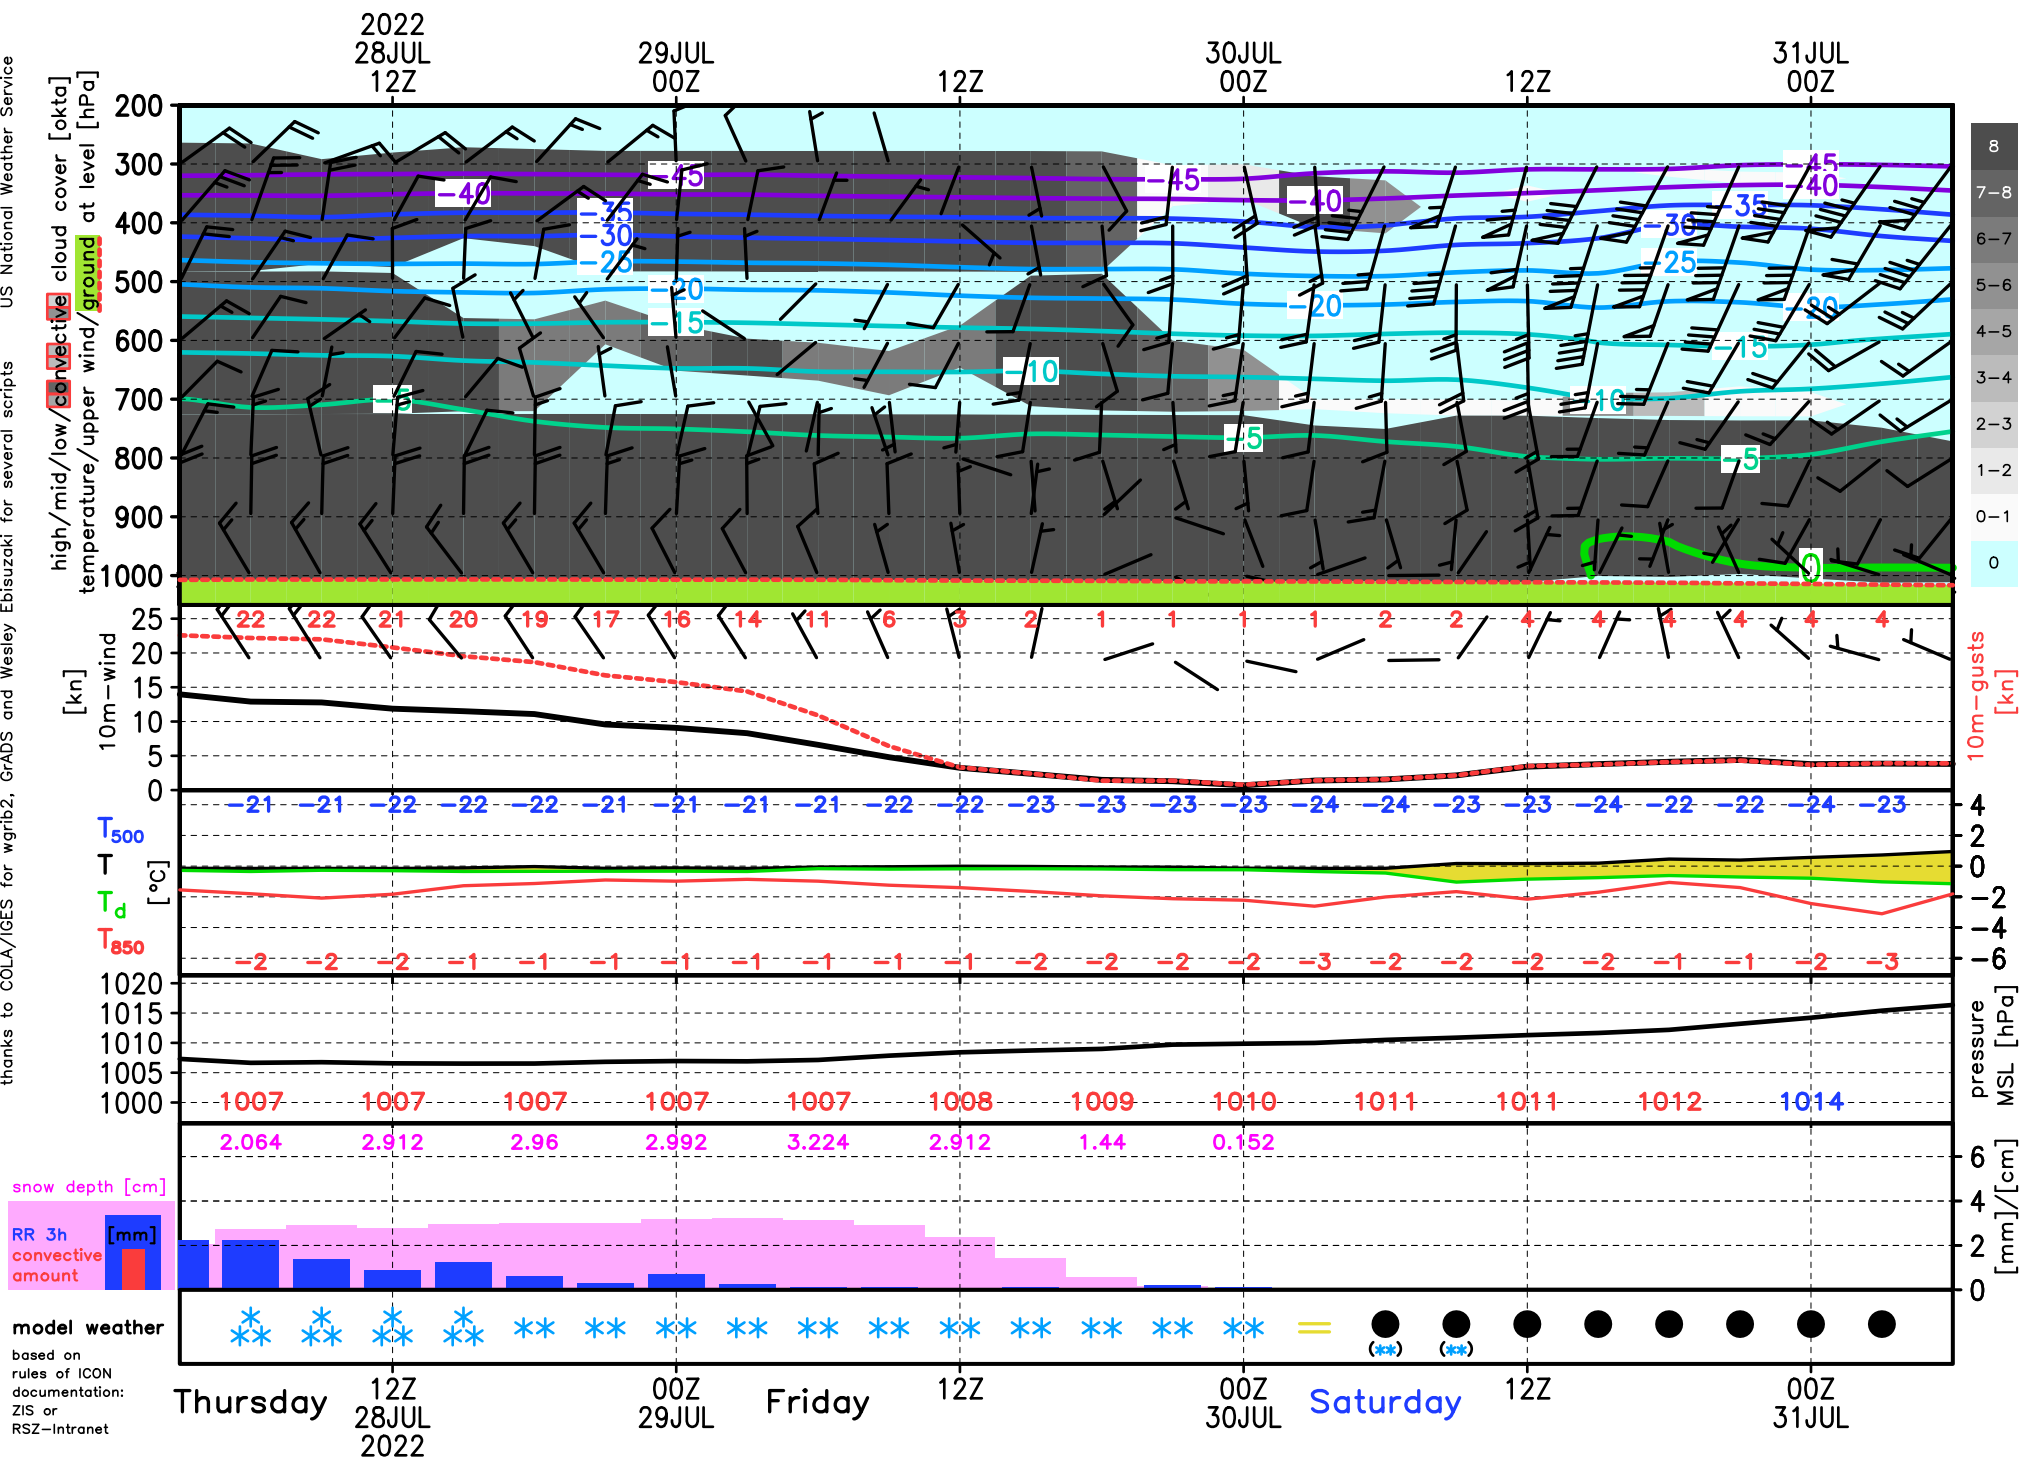 2022
28JUL 29JUL 30JUL 31JUL
12Z 00Z 12Z 00Z 12Z 00Z
US National Weather Service
thanks to COLA/IGES for wgrib2, GrADS and Wesley Ebisuzaki for several scripts
high/mid/low/convective cloud cover [okta]
temperature/upper wind/ground at level [hPa]
200
300
400
500
600
700
800
900
1000
-45 -45 -45
-40 -40 -40
-35 -35
-30 -30
-25 -25
-20 -20 -20
-15 -15
-10 -10
-5 -5 -5
0
8
7-8
6-7
5-6
4-5
3-4
2-3
1-2
0-1
0
25
20
15
10
5
0
[kn]
10m-wind
22 22 21 20 19 17 16 14 11 6 3 2 1 1 1 1 2 2 4 4 4 4 4 4
10m-gusts
[kn]
-21 -21 -22 -22 -22 -21 -21 -21 -21 -22 -22 -23 -23 -23 -23 -24 -24 -23 -23 -24 -22 -22 -24 -23
T500
T
Td
T850
[°C]
4
2
0
-2
-4
-6
-2 -2 -2 -1 -1 -1 -1 -1 -1 -1 -1 -2 -2 -2 -2 -3 -2 -2 -2 -2 -1 -1 -2 -3
1020
1015
1010
1005
1000
1007 1007 1007 1007 1007 1008 1009 1010 1011 1011 1012 1014
pressure
MSL [hPa]
2.064 2.912 2.96 2.992 3.224 2.912 1.44 0.152
snow depth [cm]
RR 3h [mm]
convective
amount
6
4
2
0
[mm]/[cm]
model weather
based on
rules of ICON
documentation:
ZIS or
RSZ-Intranet
12Z 00Z 12Z 00Z 12Z 00Z
Thursday Friday Saturday
28JUL 29JUL 30JUL 31JUL
2022